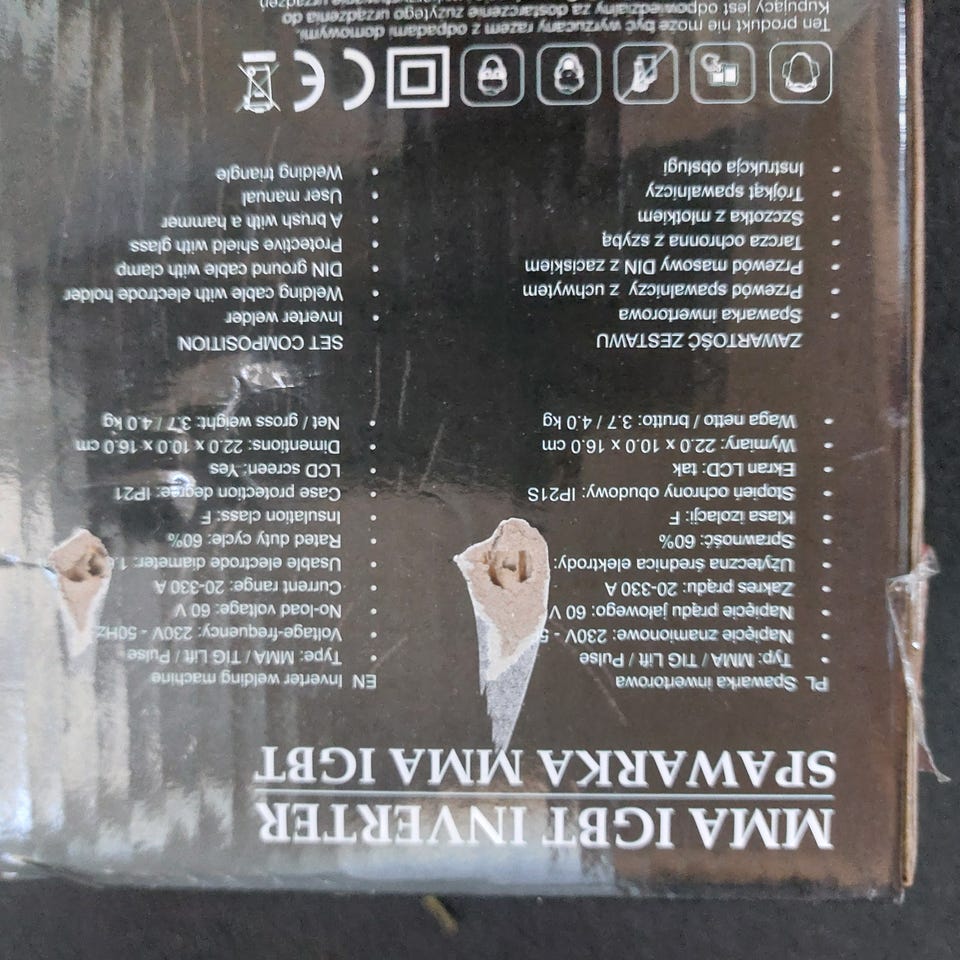 MMA IGBT INVERTER
SPAWARKA MMA IGBT
PL Spawarka inwertorowa
• Typ: MMA / TIG Lift / Pulse
• Napięcie znamionowe: 230V - 5
• Napięcie prądu jałowego: 60 V
• Zakres prądu: 20-330 A
• Użyteczna średnica elektrody:
• Sprawność: 60%
• Klasa izolacji: F
• Stopień ochrony obudowy: IP21S
• Ekran LCD: tak
• Wymiary: 22.0 x 10.0 x 16.0 cm
• Waga netto / brutto: 3.7 / 4.0 kg
ZAWARTOŚĆ ZESTAWU
• Spawarka inwertorowa
• Przewód spawalniczy z uchwytem
• Przewód masowy DIN z zaciskiem
• Tarcza ochronna z szybą
• Szczotka z młotkiem
• Trójkąt spawalniczy
• Instrukcja obsługi
EN Inverter welding machine
• Type: MMA / TIG Lift / Pulse
• Voltage-frequency: 230V - 50Hz
• No-load voltage: 60 V
• Current range: 20-330 A
• Usable electrode diameter: 1.
• Rated duty cycle: 60%
• Insulation class: F
• Case protection degree: IP21
• LCD screen: Yes
• Dimentions: 22.0 x 10.0 x 16.0 cm
• Net / gross weight: 3.7 / 4.0 kg
SET COMPOSITION
• Inverter welder
• Welding cable with electrode holder
• DIN ground cable with clamp
• Protective shield with glass
• A brush with a hammer
• User manual
• Welding triangle
CE
Ten produkt nie może być wyrzucany razem z odpadami domowymi.
Kupujący jest odpowiedzialny za dostarczenie zużytego urządzenia do